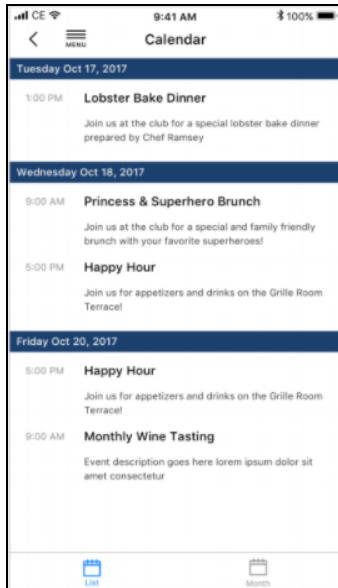 CE 9:41 AM 100%
MENU Calendar
Tuesday Oct 17, 2017
1:00 PM Lobster Bake Dinner
Join us at the club for a special lobster bake dinner
prepared by Chef Ramsey
Wednesday Oct 18, 2017
9:00 AM Princess & Superhero Brunch
Join us at the club for a special and family friendly
brunch with your favorite superheroes!
5:00 PM Happy Hour
Join us for appetizers and drinks on the Grille Room
Terrace!
Friday Oct 20, 2017
5:00 PM Happy Hour
Join us for appetizers and drinks on the Grille Room
Terrace!
9:00 AM Monthly Wine Tasting
Event description goes here lorem ipsum dolor sit
amet consectetur
List Month